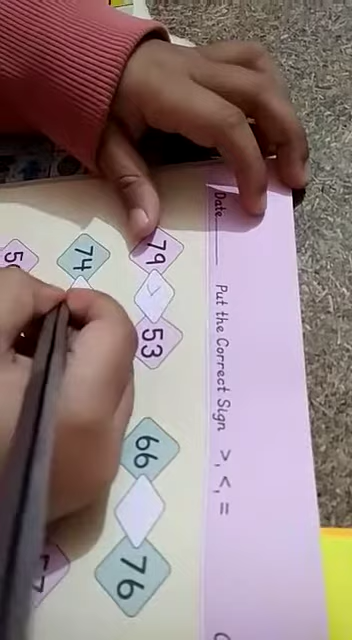 Date
Put the Correct Sign >, <, =
79 > 53
66 76
74